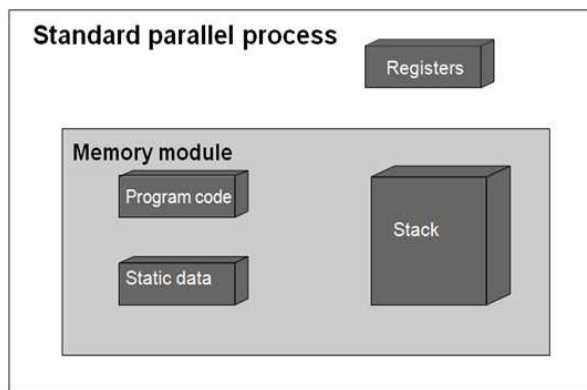 Standard parallel process
Registers
Memory module
Program code
Stack
Static data